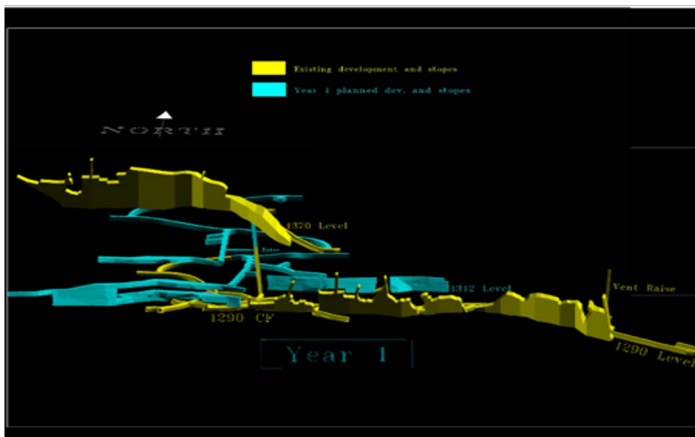 Existing development and stopes
Year 1 planned dev. and stopes
NORTH
1370 Level
Raise
1312 Level
Vent Raise
1290 CF
Year 1
1290 Level